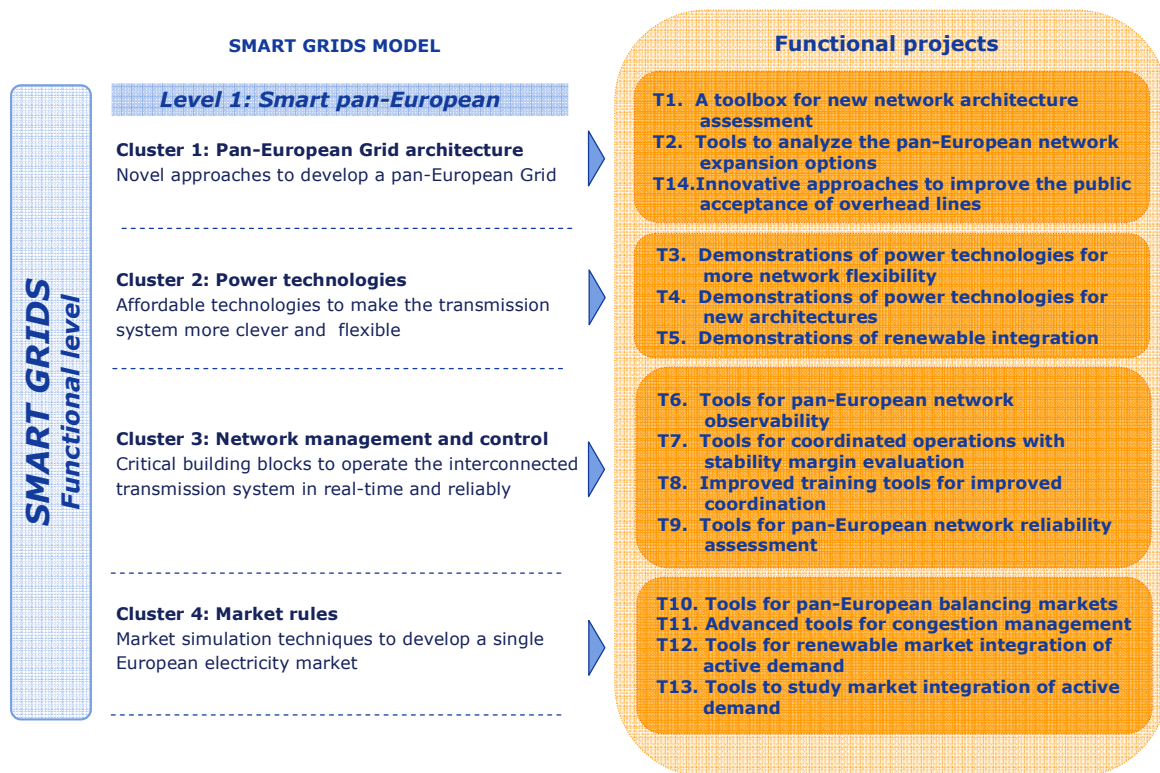 SMART GRIDS
Functional level
SMART GRIDS MODEL
Level 1: Smart pan-European
Cluster 1: Pan-European Grid architecture
Novel approaches to develop a pan-European Grid
Cluster 2: Power technologies
Affordable technologies to make the transmission
system more clever and  flexible
Cluster 3: Network management and control
Critical building blocks to operate the interconnected
transmission system in real-time and reliably
Cluster 4: Market rules
Market simulation techniques to develop a single
European electricity market
Functional projects
T1. A toolbox for new network architecture
assessment
T2. Tools to analyze the pan-European network
expansion options
T14.Innovative approaches to improve the public
acceptance of overhead lines
T3. Demonstrations of power technologies for
more network flexibility
T4. Demonstrations of power technologies for
new architectures
T5. Demonstrations of renewable integration
T6. Tools for pan-European network
observability
T7. Tools for coordinated operations with
stability margin evaluation
T8. Improved training tools for improved
coordination
T9. Tools for pan-European network reliability
assessment
T10. Tools for pan-European balancing markets
T11. Advanced tools for congestion management
T12. Tools for renewable market integration of
active demand
T13. Tools to study market integration of active
demand